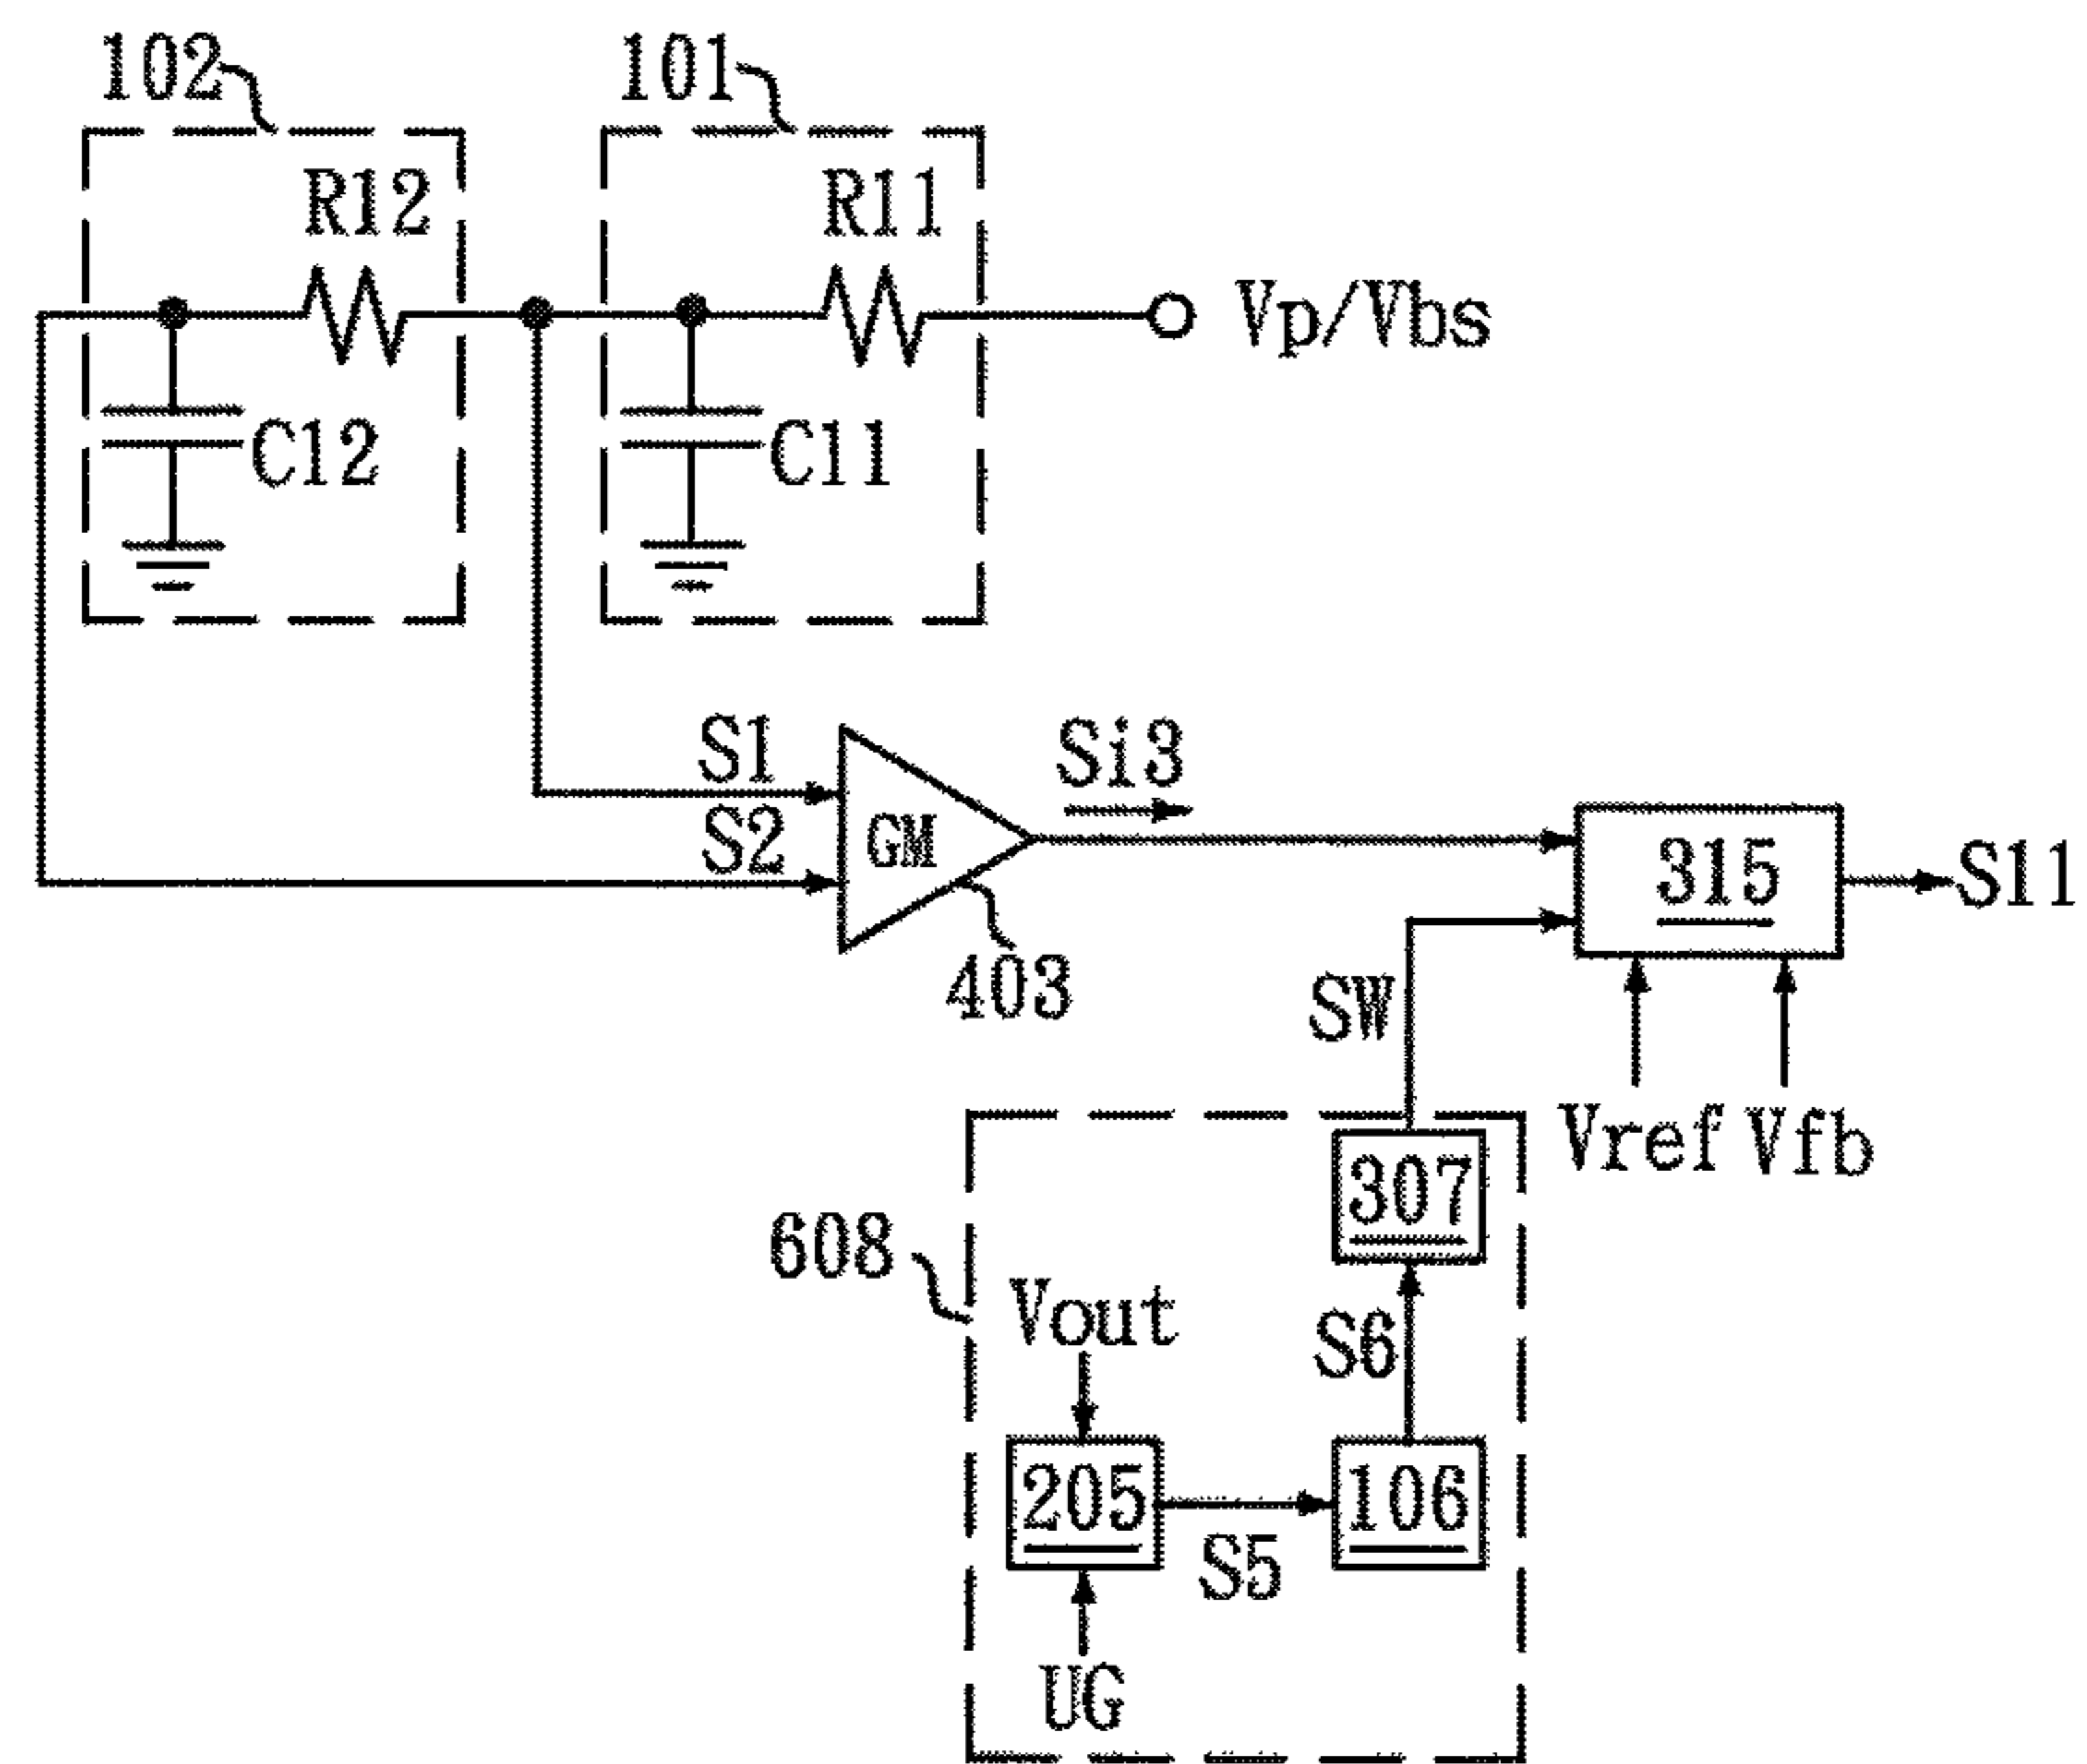 102
101
R12
R11
Vp/Vbs
C12
C11
S1
Si3
S2
GM
315
S11
403
SW
Vref
Vfb
307
608
Vout
S6
205
106
S5
UG